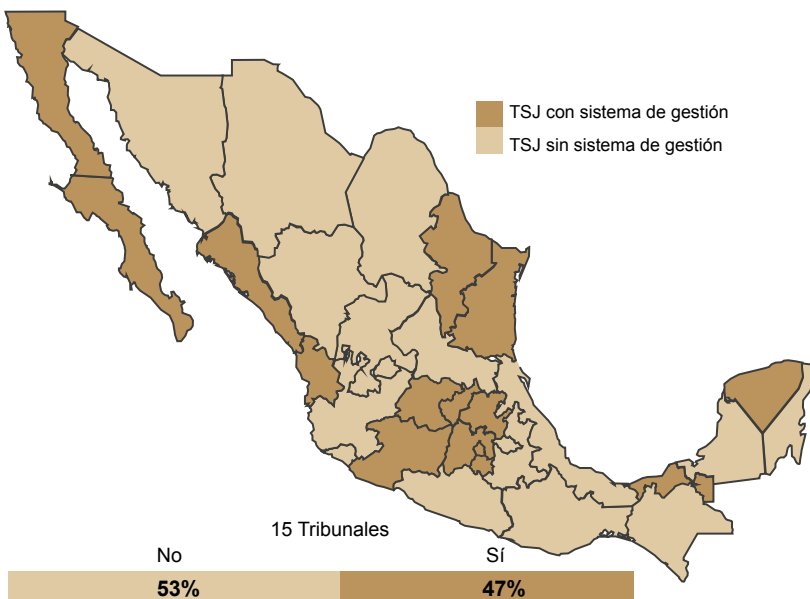 TSJ con sistema de gestión
TSJ sin sistema de gestión
15 Tribunales
No Sí
53% 47%